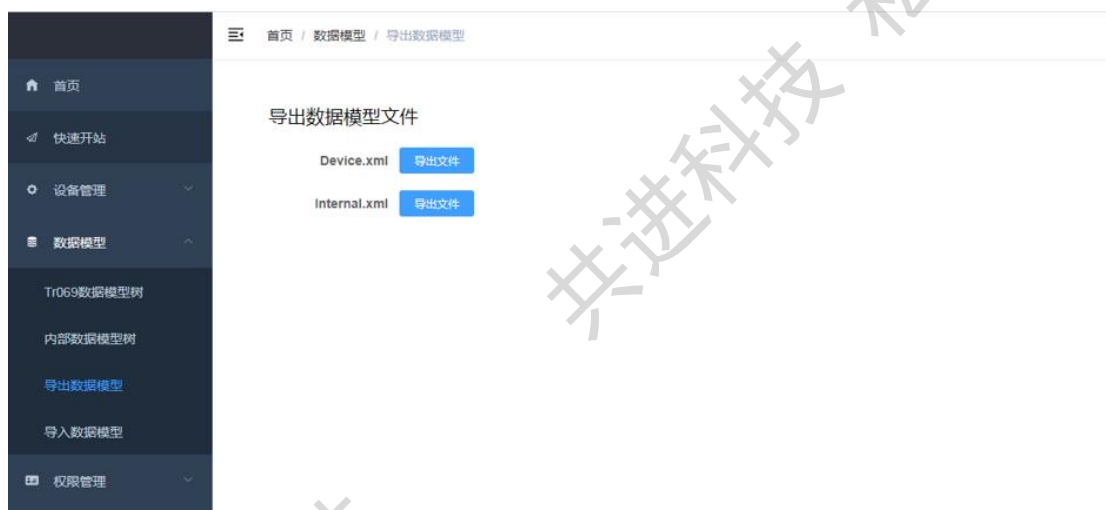 首页 / 数据模型 / 导出数据模型
首页
快速开站
设备管理
数据模型
Tr069数据模型树
内部数据模型树
导出数据模型
导入数据模型
权限管理
导出数据模型文件
Device.xml 导出文件
Internal.xml 导出文件
共进科技